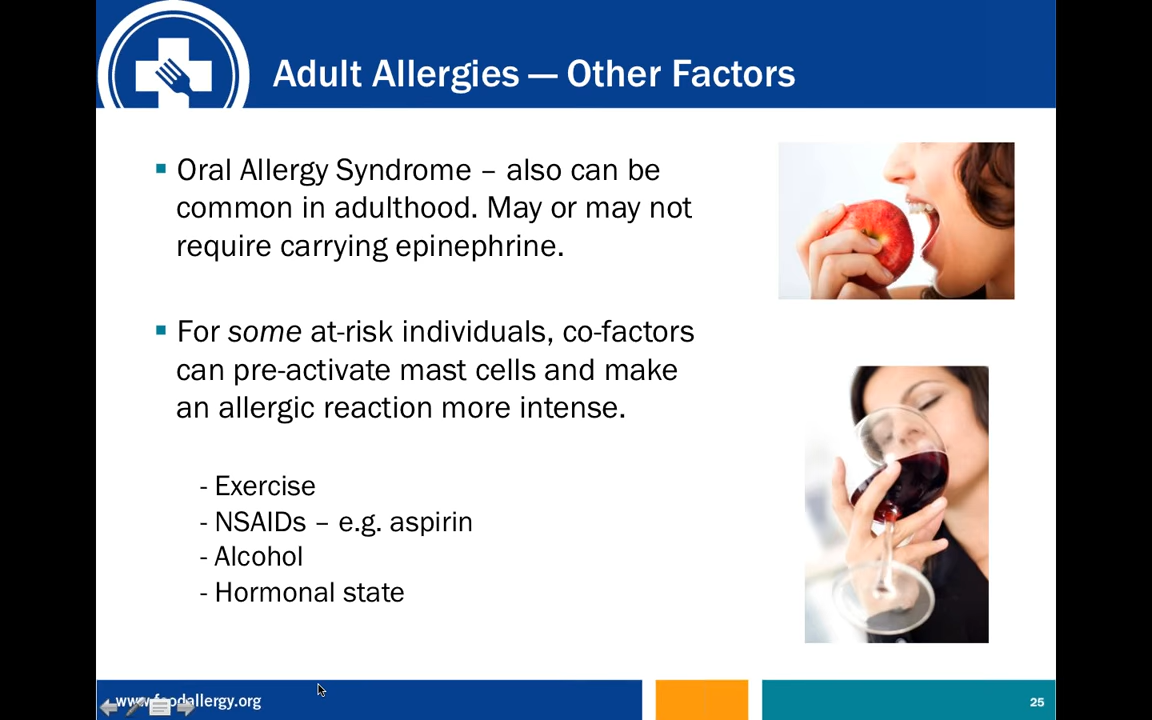 Adult Allergies — Other Factors
▪ Oral Allergy Syndrome – also can be
common in adulthood. May or may not
require carrying epinephrine.
▪ For some at-risk individuals, co-factors
can pre-activate mast cells and make
an allergic reaction more intense.
- Exercise
- NSAIDs – e.g. aspirin
- Alcohol
- Hormonal state
www.foodallergy.org
25